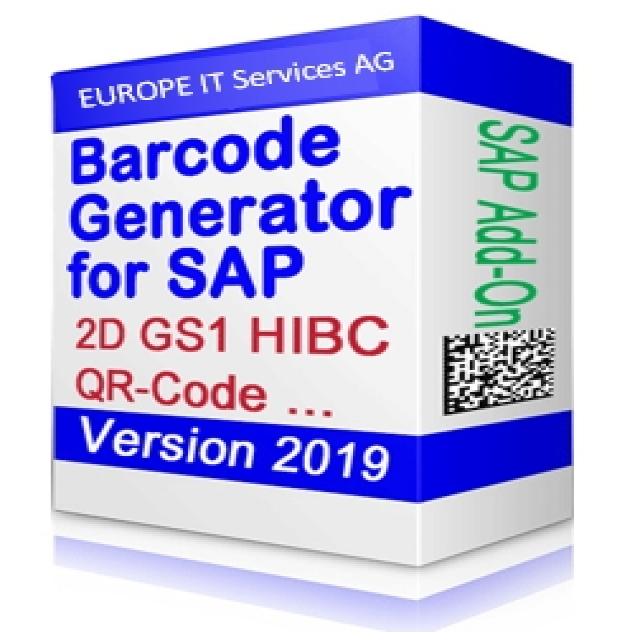 EUROPE IT Services AG
Barcode
Generator
for SAP
2D GS1 HIBC
QR-Code ...
Version 2019
SAP Add-On